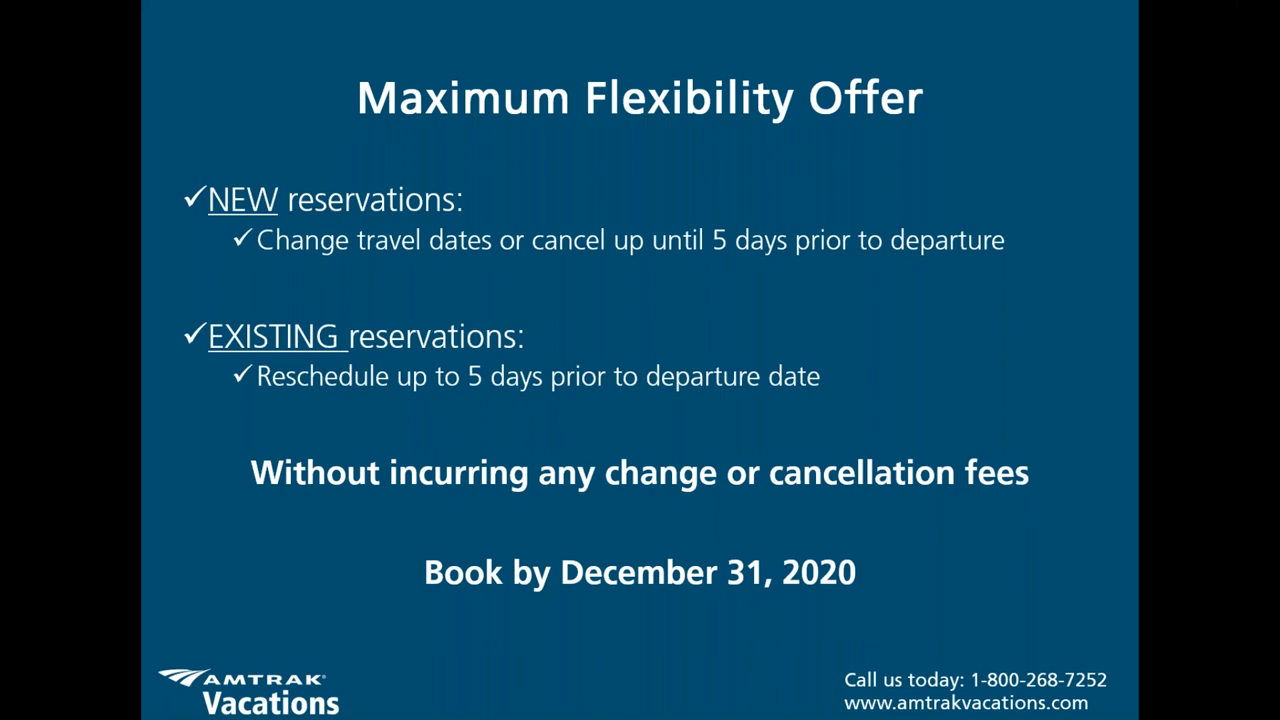 Maximum Flexibility Offer
✓NEW reservations:
✓Change travel dates or cancel up until 5 days prior to departure
✓EXISTING reservations:
✓Reschedule up to 5 days prior to departure date
Without incurring any change or cancellation fees
Book by December 31, 2020
AMTRAK®
Vacations
Call us today: 1-800-268-7252
www.amtrakvacations.com